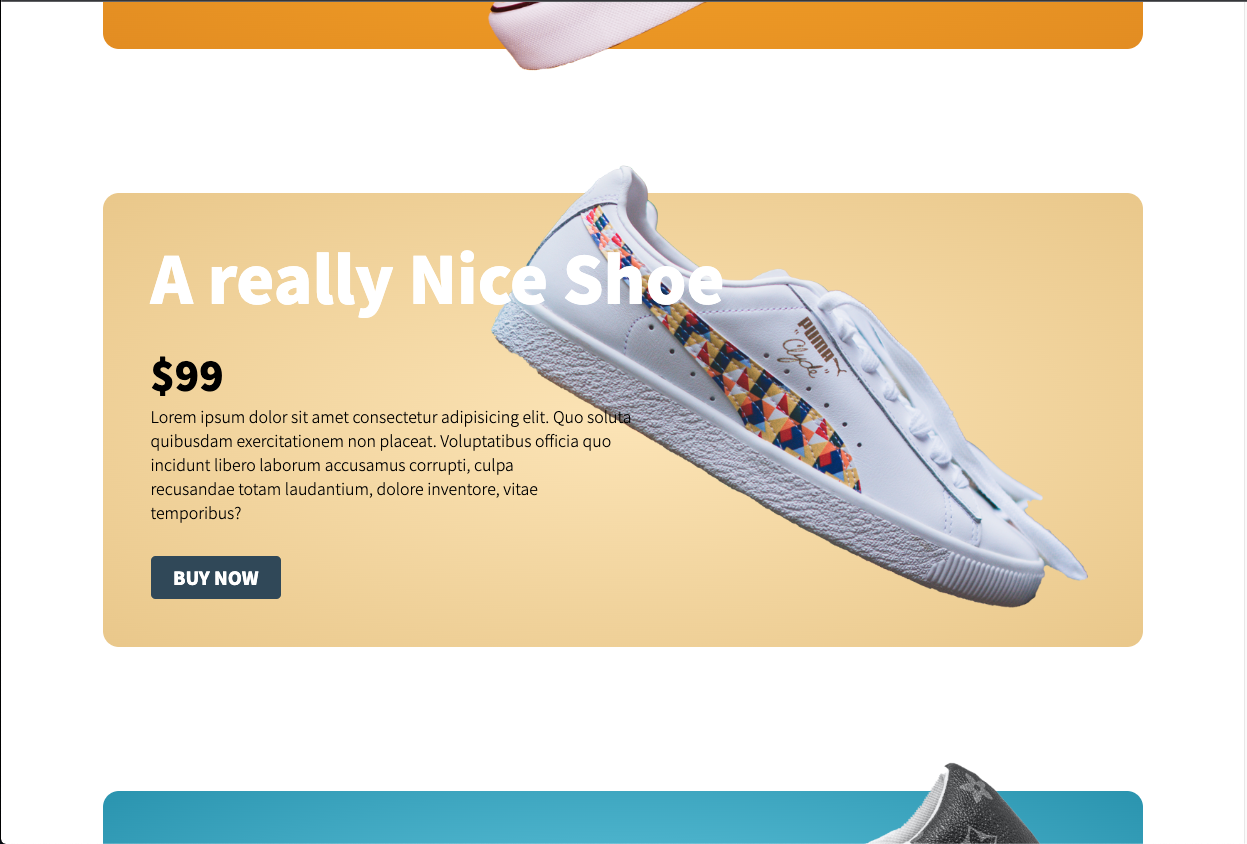 A really Nice Shoe
PUMA
"Clyde"
$99
Lorem ipsum dolor sit amet consectetur adipisicing elit. Quo soluta
quibusdam exercitationem non placeat. Voluptatibus officia quo
incidunt libero laborum accusamus corrupti, culpa
recusandae totam laudantium, dolore inventore, vitae
temporibus?
BUY NOW